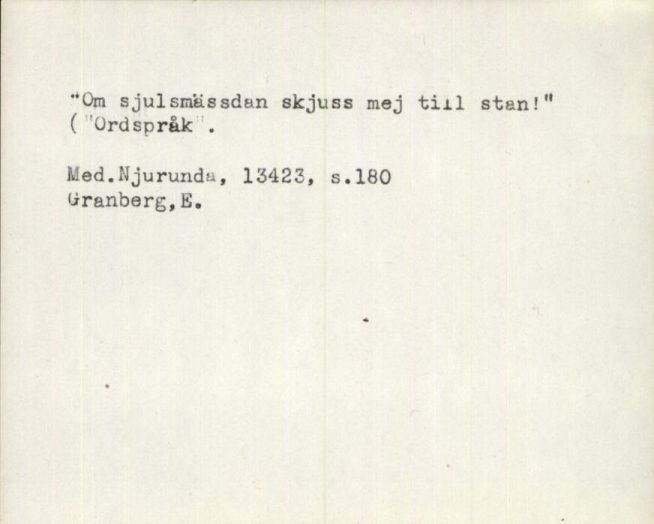 "Om sjulsmässdan skjuss mej till stan!"
("Ordspråk".
Med.Njurunda, 13423, s.180
Granberg,E.